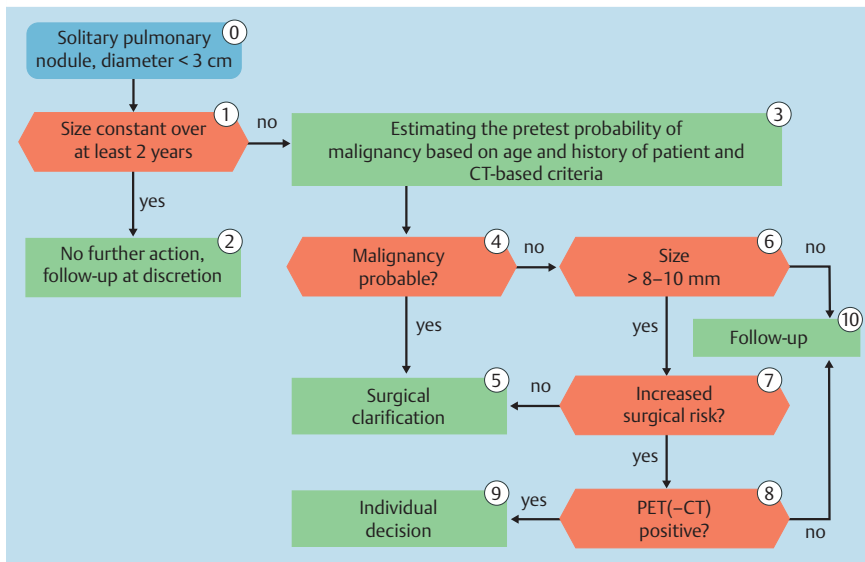 0
Solitary pulmonary
nodule, diameter < 3 cm
1
Size constant over
at least 2 years
no
yes
2
No further action,
follow-up at discretion
3
Estimating the pretest probability of
malignancy based on age and history of patient and
CT-based criteria
4
Malignancy
probable?
no
yes
6
Size
> 8–10 mm
no
yes
10
Follow-up
5
Surgical
clarification
no
7
Increased
surgical risk?
yes
9
Individual
decision
yes
8
PET(–CT)
positive?
no